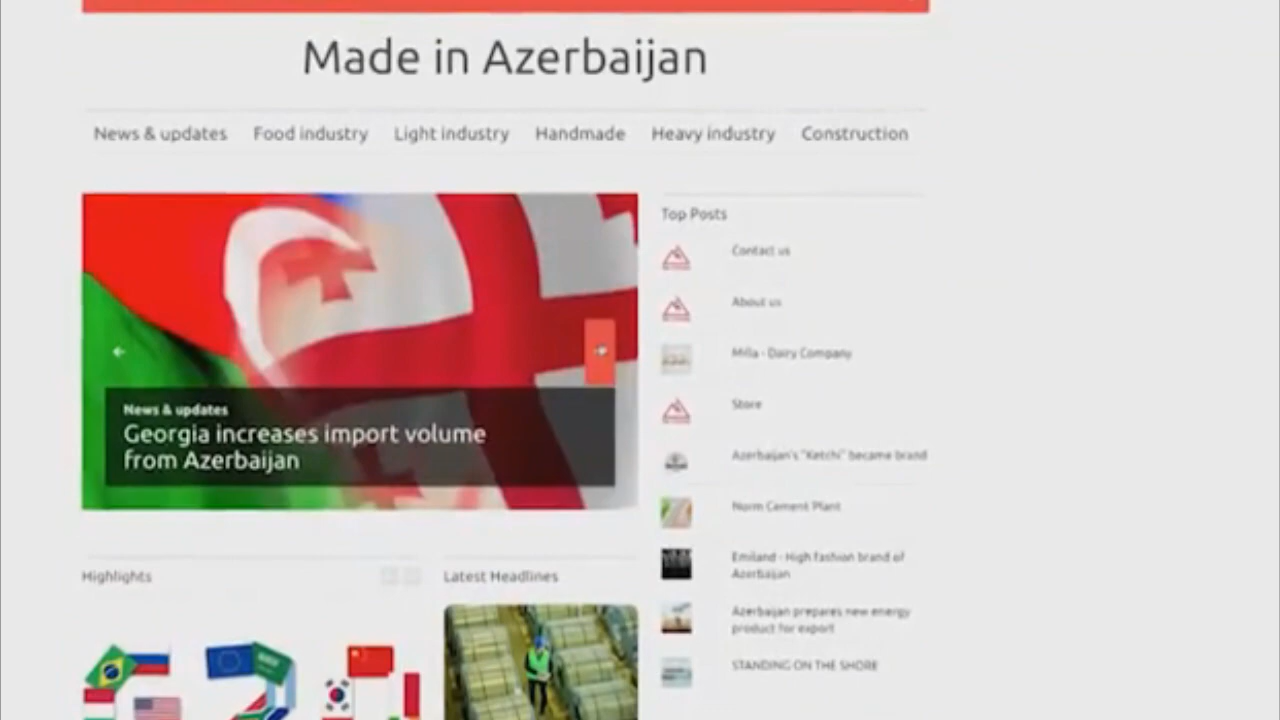 Made in Azerbaijan
News & updates Food industry Light industry Handmade Heavy industry Construction
News & updates
Georgia increases import volume
from Azerbaijan
Top Posts
Contact us
About us
Milla - Dairy Company
Store
Azerbaijan's "Ketchi" became brand
Norm Cement Plant
Emiland - High fashion brand of
Azerbaijan
Azerbaijan prepares new energy
product for export
STANDING ON THE SHORE
Highlights
Latest Headlines
G20